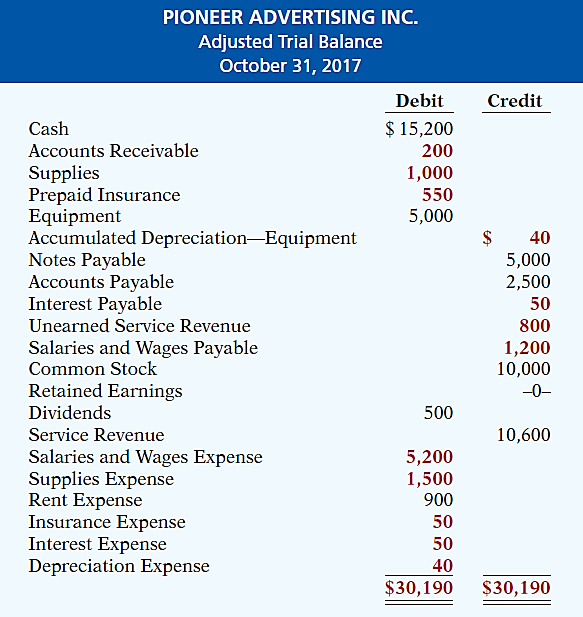 PIONEER ADVERTISING INC.
Adjusted Trial Balance
October 31, 2017
Debit Credit
Cash $ 15,200
Accounts Receivable 200
Supplies 1,000
Prepaid Insurance 550
Equipment 5,000
Accumulated Depreciation—Equipment $ 40
Notes Payable 5,000
Accounts Payable 2,500
Interest Payable 50
Unearned Service Revenue 800
Salaries and Wages Payable 1,200
Common Stock 10,000
Retained Earnings –0–
Dividends 500
Service Revenue 10,600
Salaries and Wages Expense 5,200
Supplies Expense 1,500
Rent Expense 900
Insurance Expense 50
Interest Expense 50
Depreciation Expense 40
$30,190 $30,190